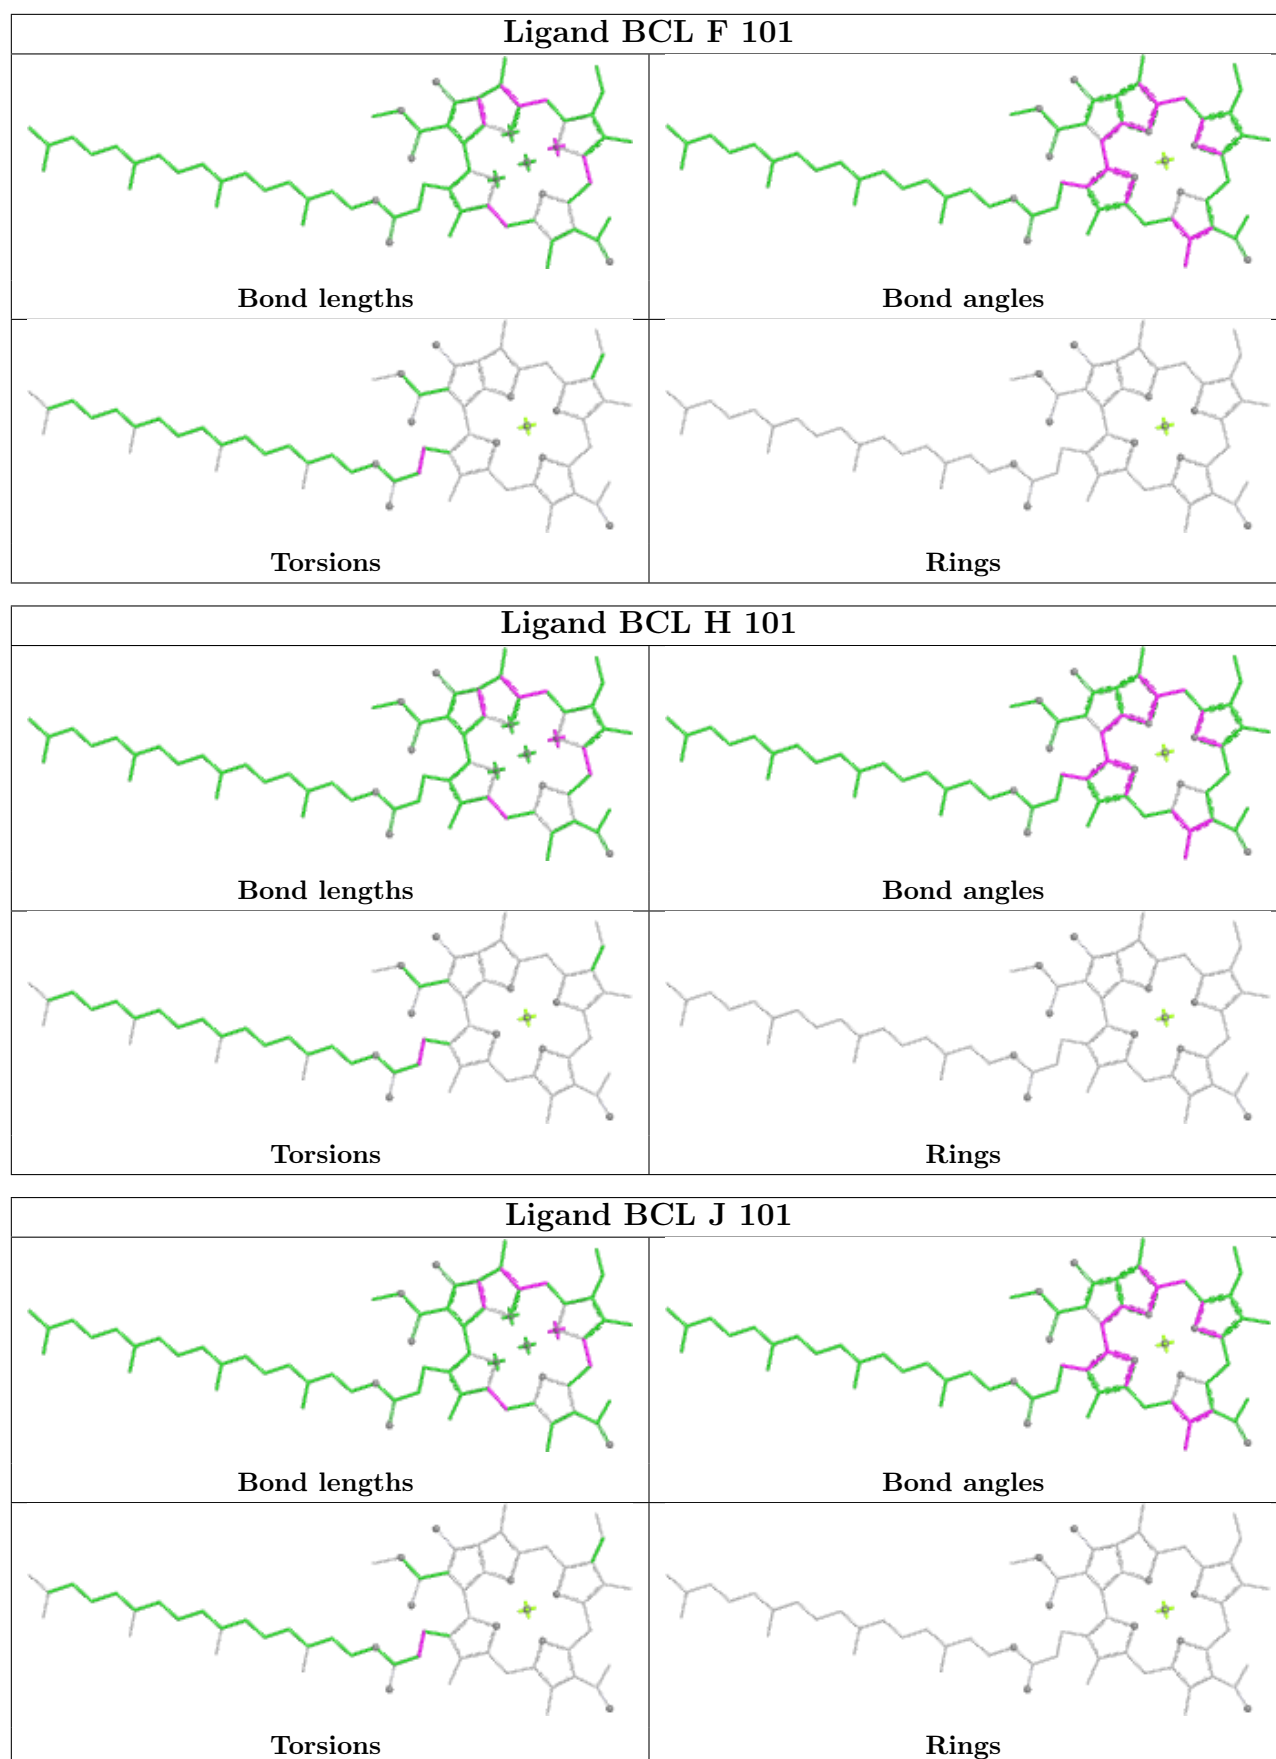 Ligand BCL F 101
Bond lengths
Bond angles
Torsions
Rings
Ligand BCL H 101
Bond lengths
Bond angles
Torsions
Rings
Ligand BCL J 101
Bond lengths
Bond angles
Torsions
Rings